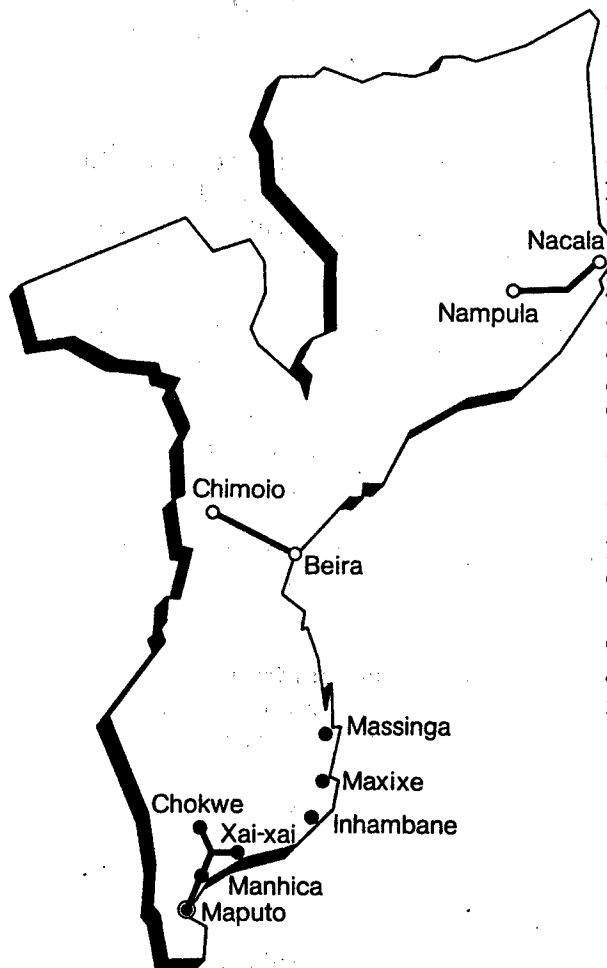 Nacala
Nampula
Chimoio
Beira
Massinga
Maxixe
Chokwe
Inhambane
Xai-xai
Manhica
Maputo